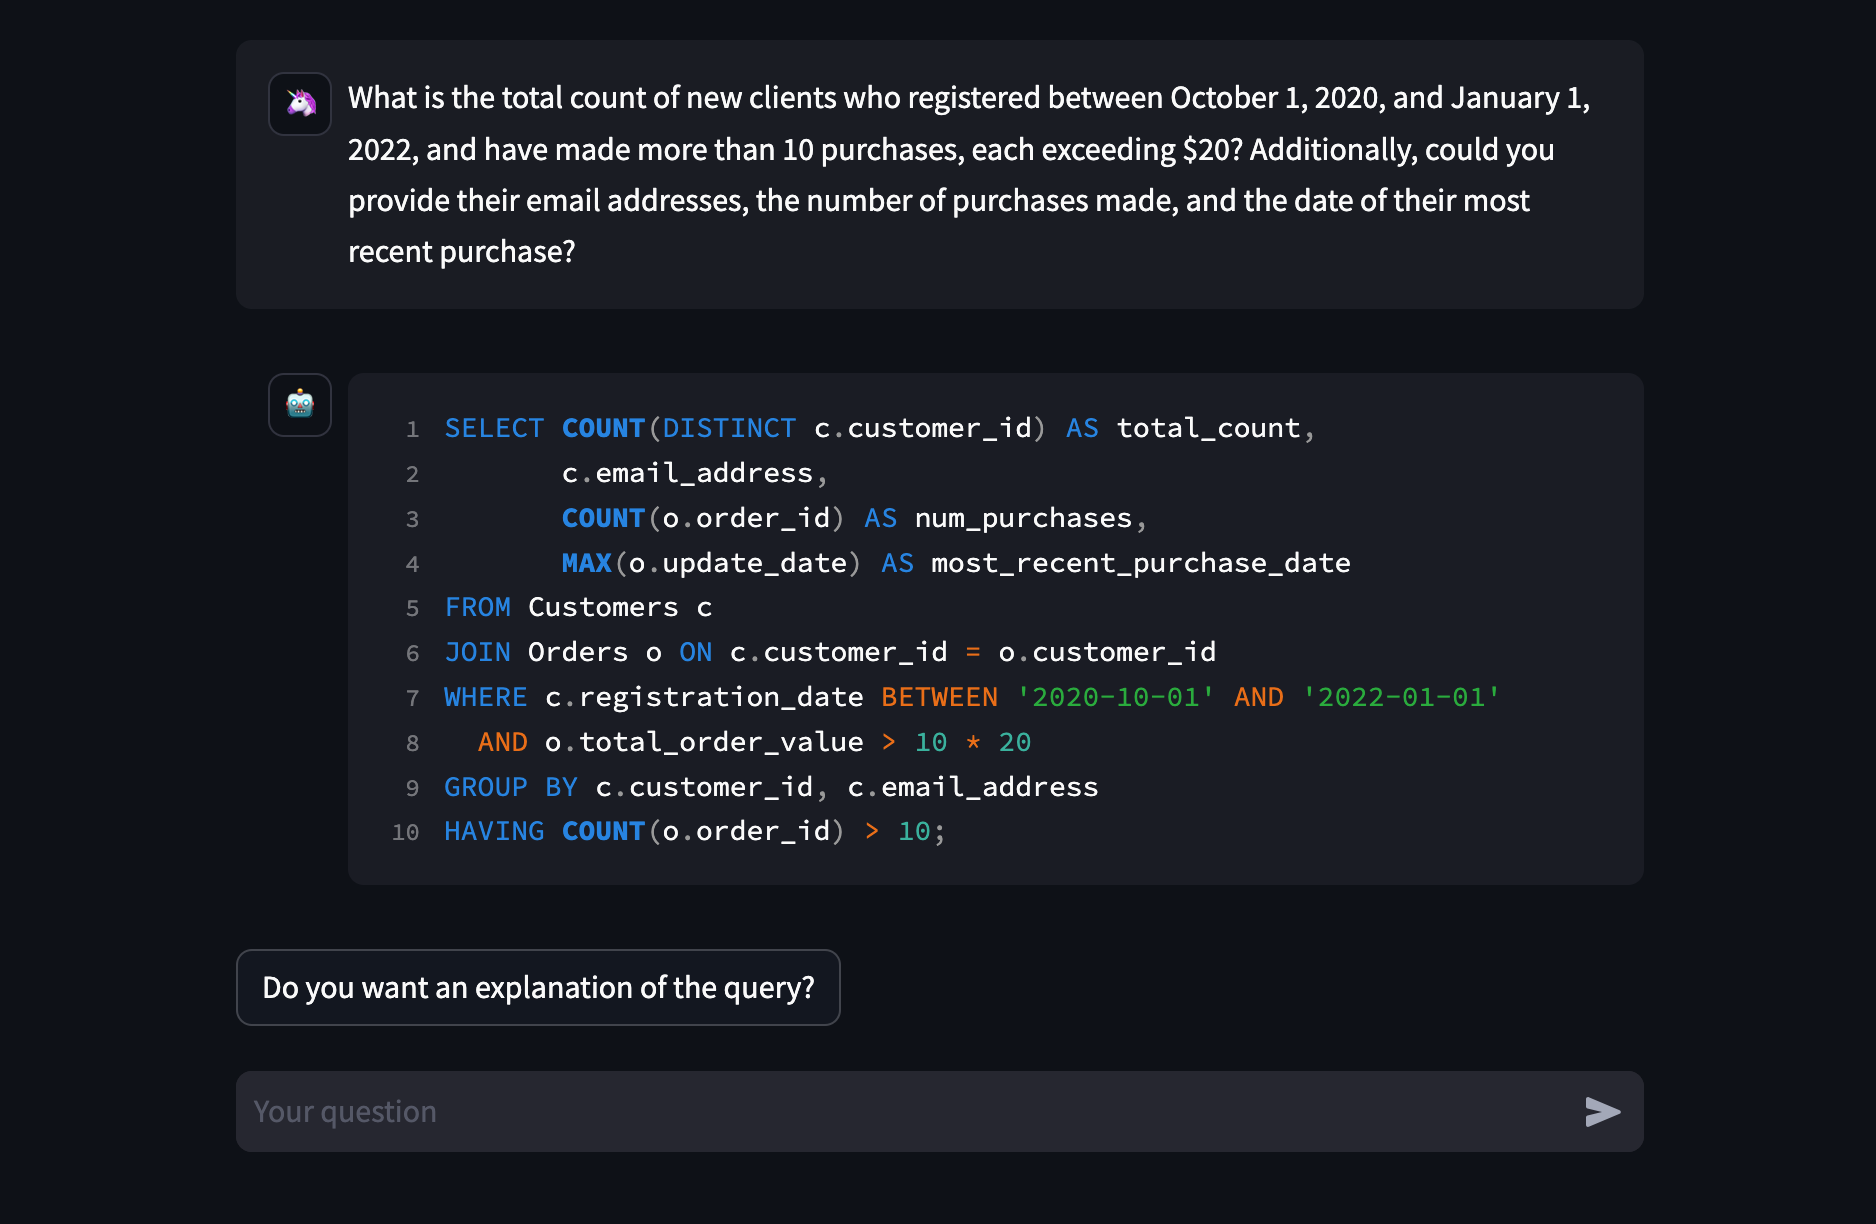 What is the total count of new clients who registered between October 1, 2020, and January 1,
2022, and have made more than 10 purchases, each exceeding $20? Additionally, could you
provide their email addresses, the number of purchases made, and the date of their most
recent purchase?
1 SELECT COUNT(DISTINCT c.customer_id) AS total_count,
2        c.email_address,
3        COUNT(o.order_id) AS num_purchases,
4        MAX(o.update_date) AS most_recent_purchase_date
5 FROM Customers c
6 JOIN Orders o ON c.customer_id = o.customer_id
7 WHERE c.registration_date BETWEEN '2020-10-01' AND '2022-01-01'
8   AND o.total_order_value > 10 * 20
9 GROUP BY c.customer_id, c.email_address
10 HAVING COUNT(o.order_id) > 10;
Do you want an explanation of the query?
Your question